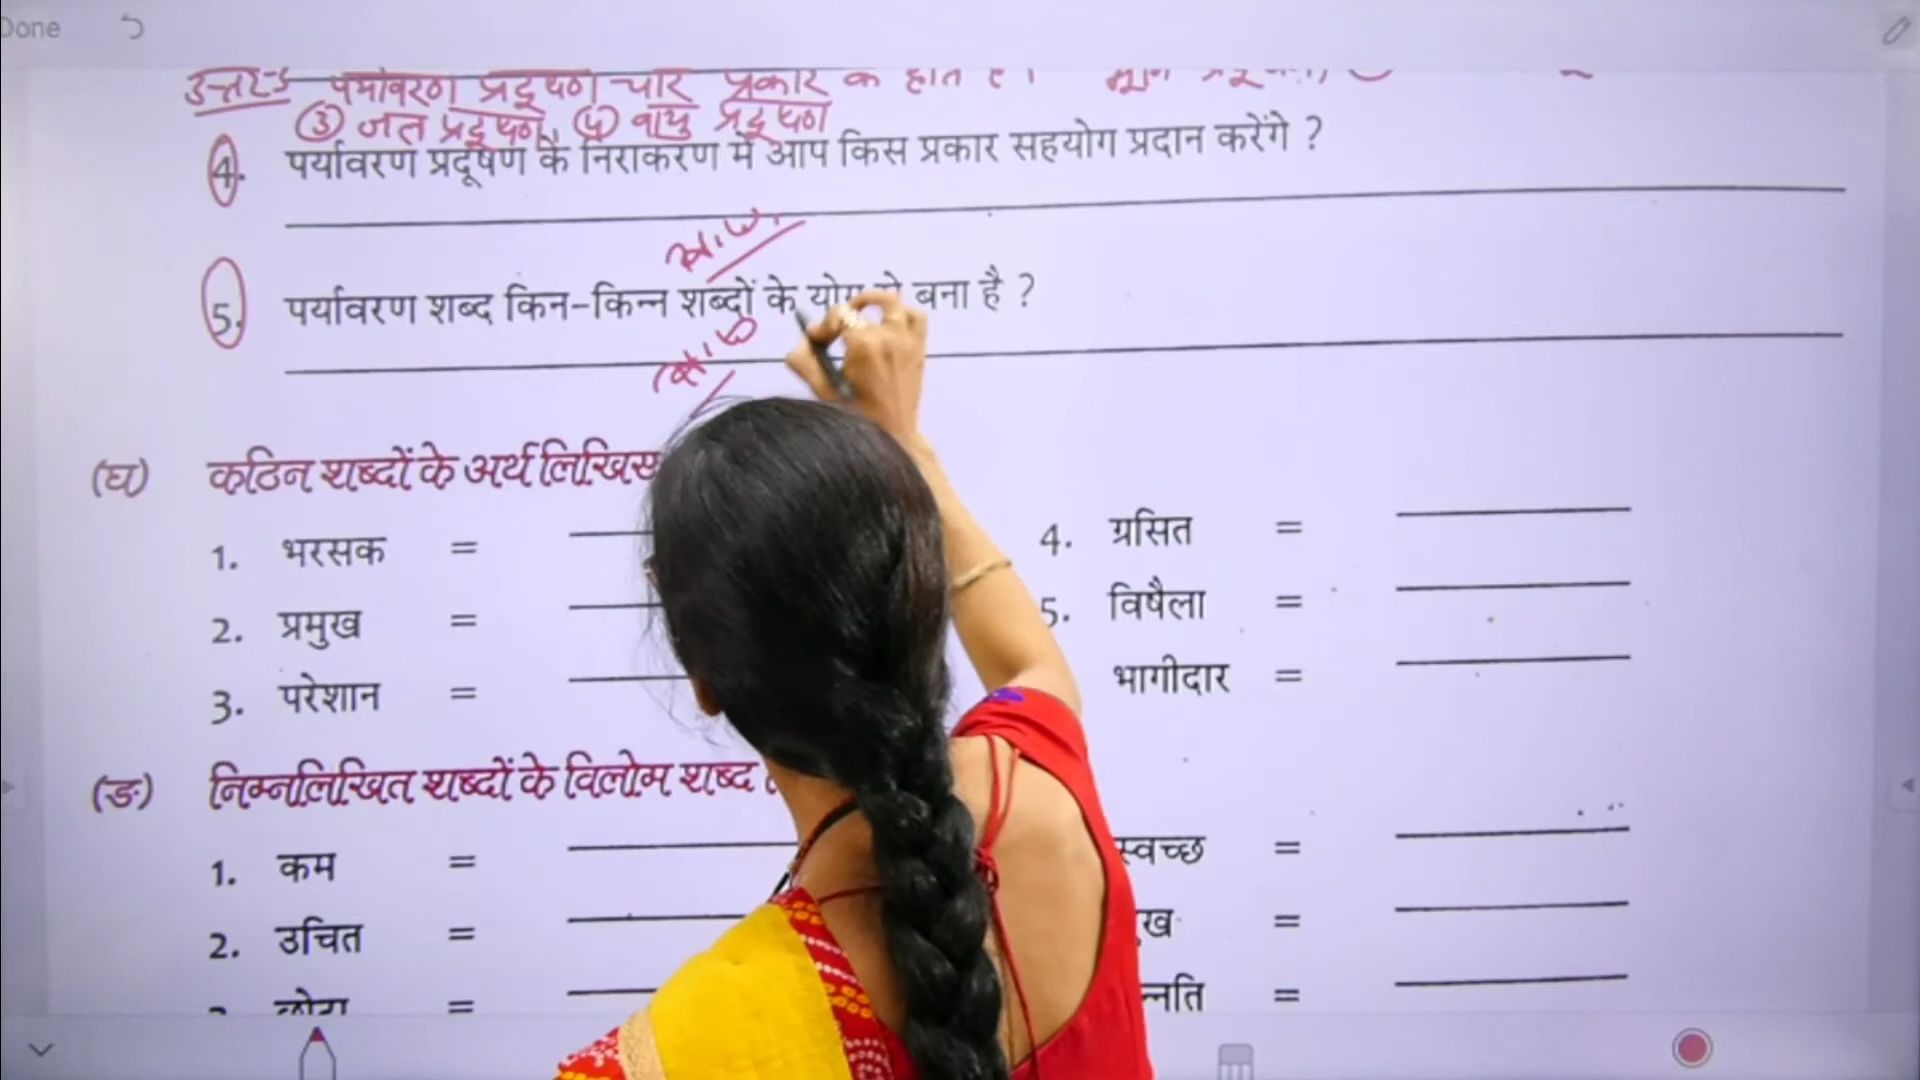 Done
उत्तर- पर्यावरण प्रदूषण चार प्रकार के होते है।
③ जल प्रदूषण, ④ वायु प्रदूषण
4. पर्यावरण प्रदूषण के निराकरण में आप किस प्रकार सहयोग प्रदान करेंगे ?
5. पर्यावरण शब्द किन-किन्न शब्दों के योग से बना है ?
(घ) कठिन शब्दों के अर्थ लिखिए
1. भरसक = 4. ग्रसित =
2. प्रमुख = 5. विषैला =
3. परेशान = भागीदार =
(ङ) निम्नलिखित शब्दों के विलोम शब्द
1. कम = स्वच्छ =
2. उचित = =
= =